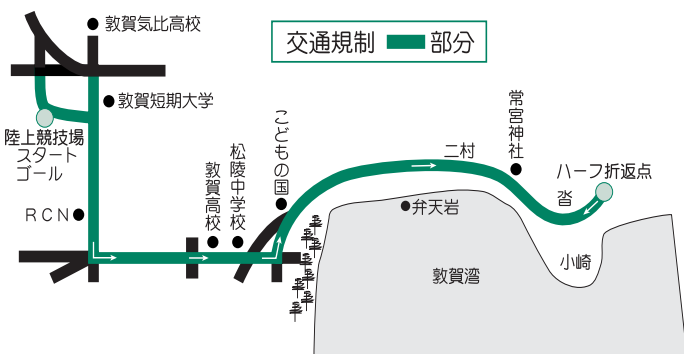 敦賀気比高校
交通規制 部分
敦賀短期大学
陸上競技場
スタート
ゴール
RCN
敦賀高校
松陵中学校
こどもの国
二村
常宮神社
ハーフ折返点
沓
弁天岩
小崎
敦賀湾